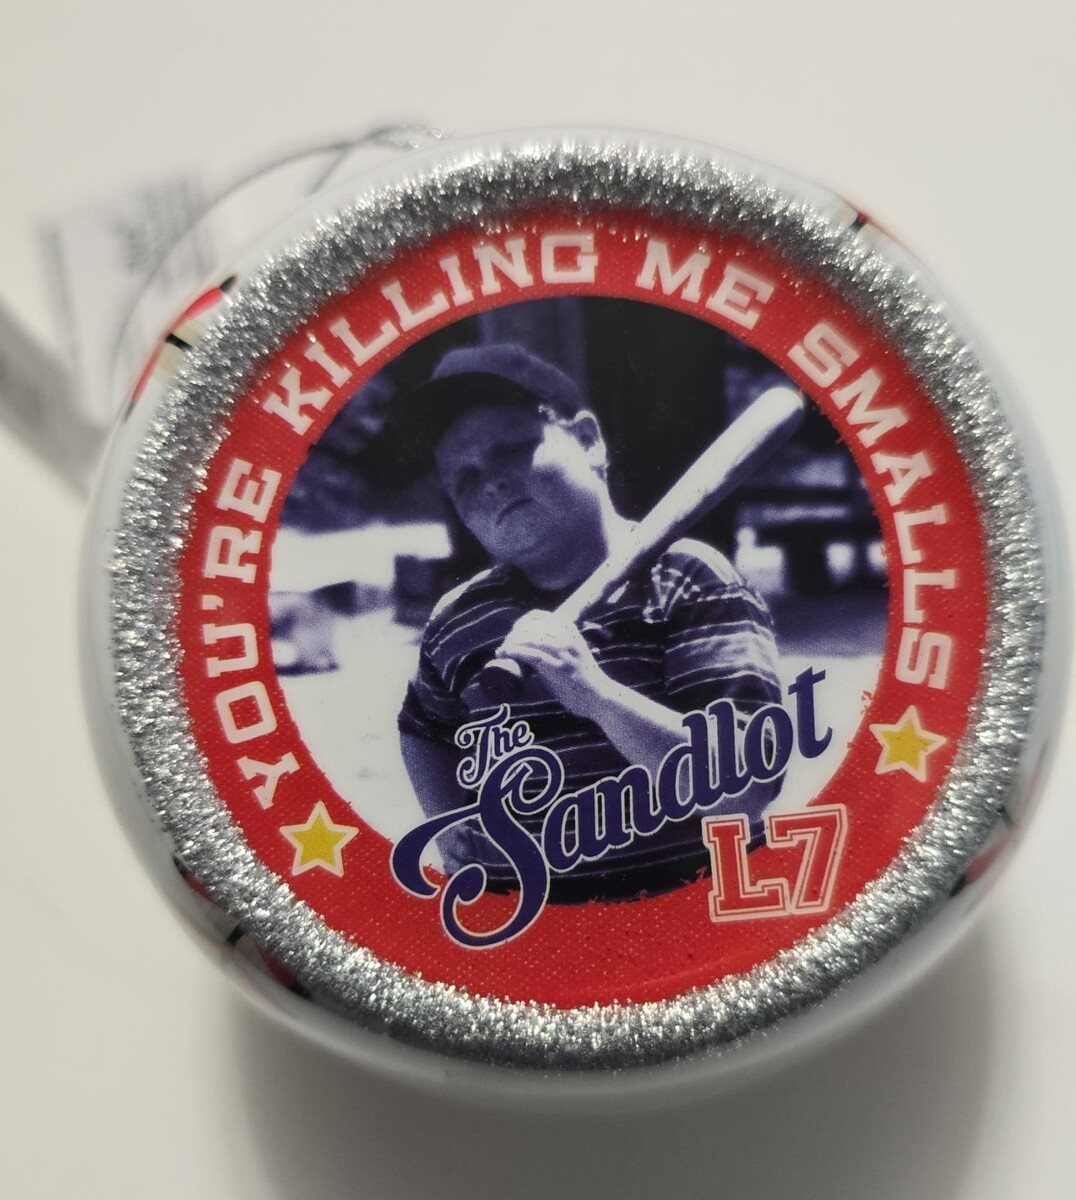 YOU'RE KILLING ME SMALLS
The
Sandlot
L7